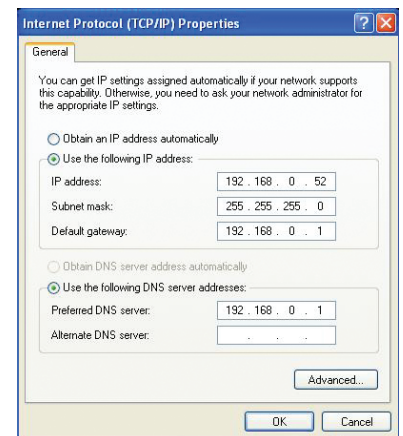 Internet Protocol (TCP/IP) Properties
General
You can get IP settings assigned automatically if your network supports
this capability. Otherwise, you need to ask your network administrator for
the appropriate IP settings.
Obtain an IP address automatically
Use the following IP address:
IP address: 192 . 168 . 0 . 52
Subnet mask: 255 . 255 . 255 . 0
Default gateway: 192 . 168 . 0 . 1
Obtain DNS server address automatically
Use the following DNS server addresses:
Preferred DNS server: 192 . 168 . 0 . 1
Alternate DNS server: . . .
Advanced...
OK Cancel